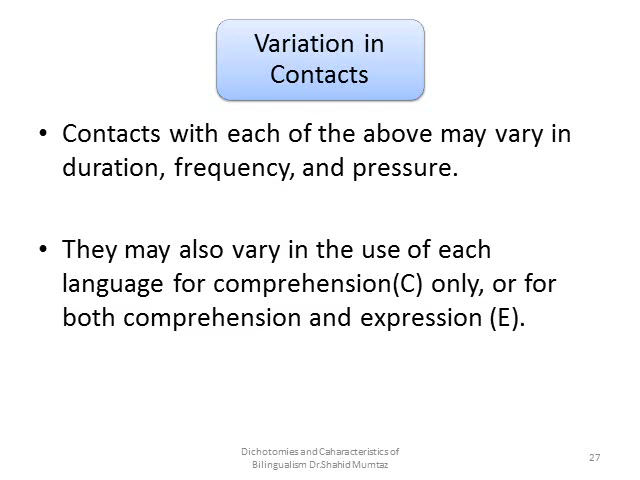 Variation in
Contacts
• Contacts with each of the above may vary in
duration, frequency, and pressure.
• They may also vary in the use of each
language for comprehension(C) only, or for
both comprehension and expression (E).
Dichotomies and Caharacteristics of
Bilingualism Dr.Shahid Mumtaz
27